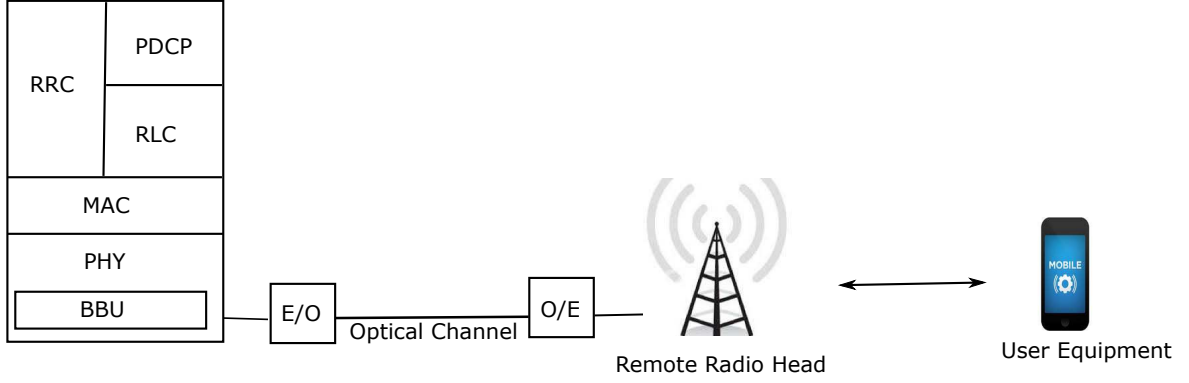 PDCP
RRC
RLC
MAC
PHY
BBU
E/O
Optical Channel
O/E
Remote Radio Head
MOBILE
User Equipment